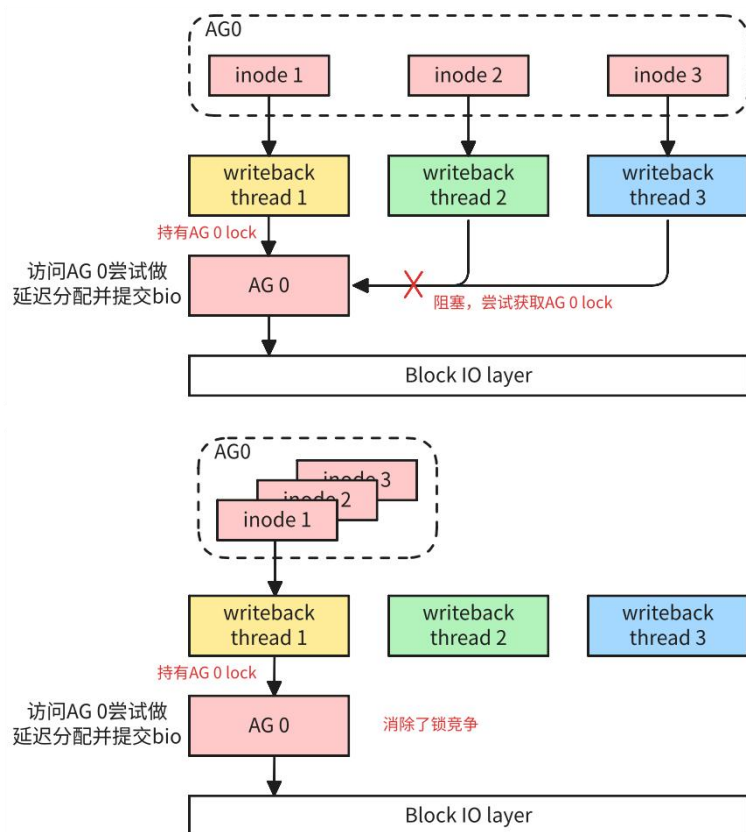 AG0
inode 1
inode 2
inode 3
writeback
thread 1
writeback
thread 2
writeback
thread 3
持有AG 0 lock
访问AG 0尝试做
延迟分配并提交bio
AG 0
阻塞，尝试获取AG 0 lock
Block IO layer
AG0
inode 3
inode 2
inode 1
writeback
thread 1
writeback
thread 2
writeback
thread 3
持有AG 0 lock
访问AG 0尝试做
延迟分配并提交bio
AG 0
消除了锁竞争
Block IO layer